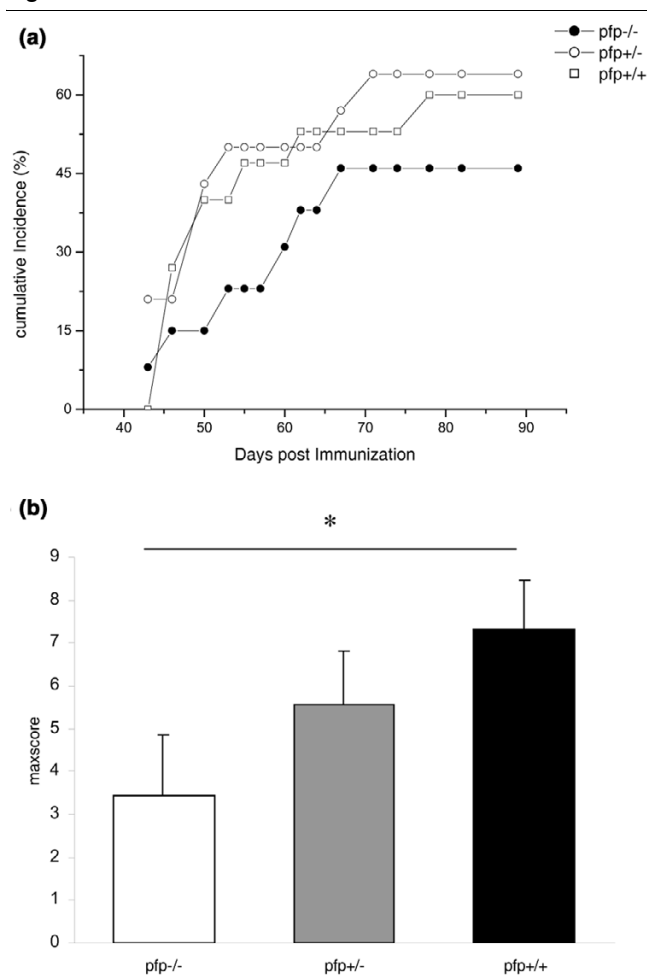 (a)
pfp-/-
pfp+/-
pfp+/+
60
45
30
15
0
cumulative Incidence (%)
40 50 60 70 80 90
Days post Immunization
(b)
*
9
8
7
6
5
4
3
2
1
0
maxscore
pfp-/- pfp+/- pfp+/+